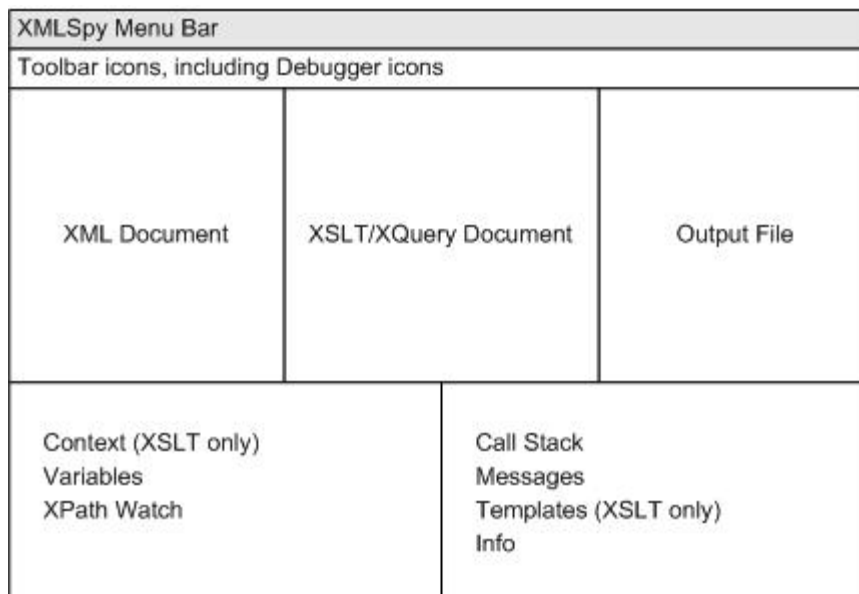 XMLSpy Menu Bar
Toolbar icons, including Debugger icons
XML Document
XSLT/XQuery Document
Output File
Context (XSLT only)
Variables
XPath Watch
Call Stack
Messages
Templates (XSLT only)
Info